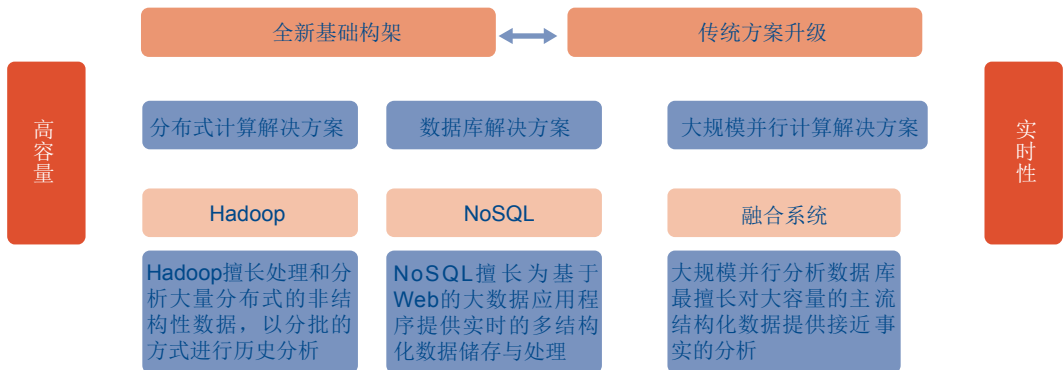 全新基础构架
传统方案升级
高容量
实时性
分布式计算解决方案
数据库解决方案
大规模并行计算解决方案
Hadoop
NoSQL
融合系统
Hadoop擅长处理和分
析大量分布式的非结
构性数据，以分批的
方式进行历史分析
NoSQL擅长为基于
Web的大数据应用程
序提供实时的多结构
化数据储存与处理
大规模并行分析数据库
最擅长对大容量的主流
结构化数据提供接近事
实的分析